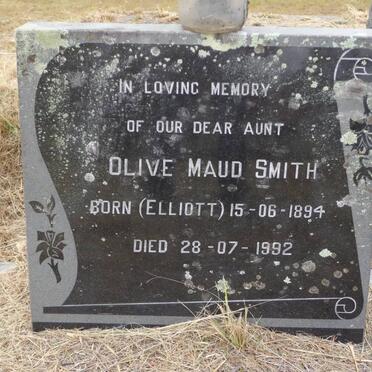 IN LOVING MEMORY
OF OUR DEAR AUNT
OLIVE MAUD SMITH
BORN (ELLIOTT) 15-06-1894
DIED 28-07-1992